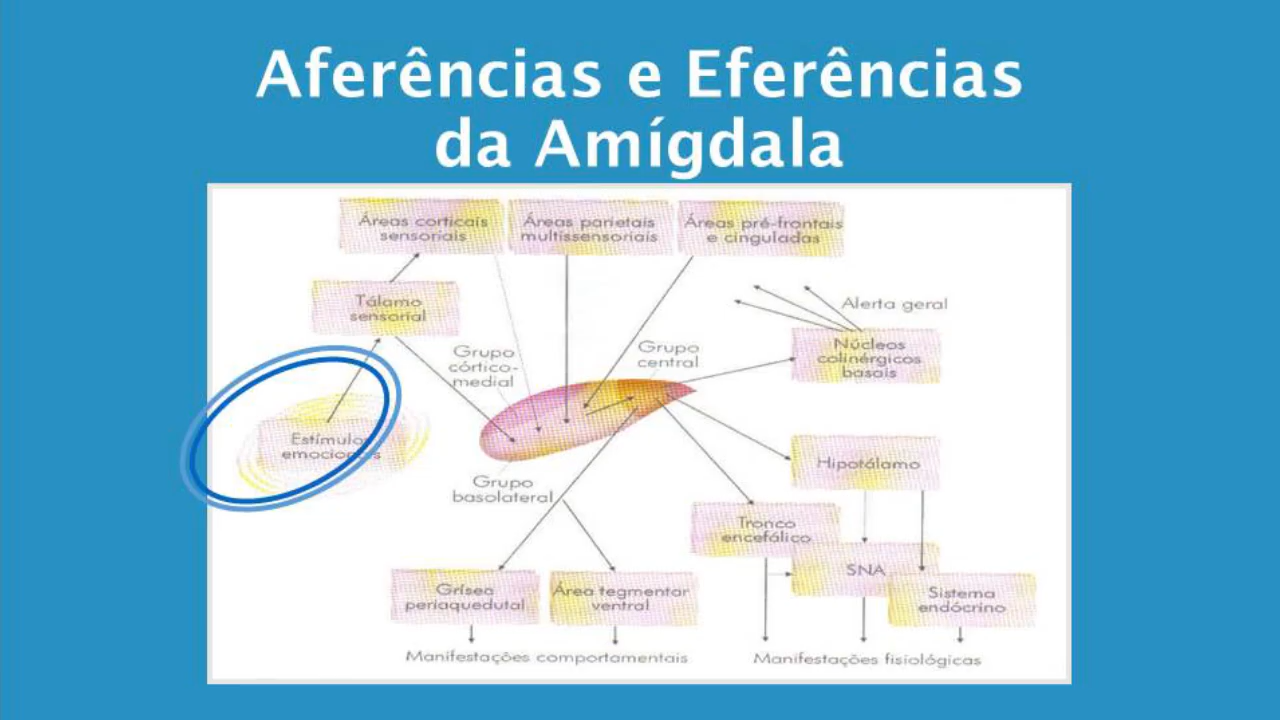 Aferências e Eferências
da Amígdala
Áreas corticais
sensoriais
Áreas parietais
multissensoriais
Áreas pré-frontais
e cinguladas
Tálamo
sensorial
Alerta geral
Núcleos
colinérgicos
basais
Grupo
córtico-
medial
Grupo
central
Estímulos
emocionais
Hipotálamo
Grupo
basolateral
Tronco
encefálico
SNA
Sistema
endócrino
Grísea
periaquedutal
Área tegmentar
ventral
Manifestações comportamentais
Manifestações fisiológicas